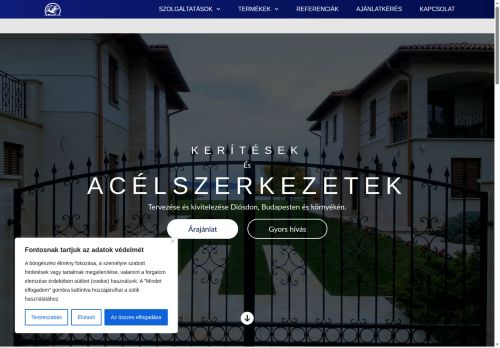 SZOLGÁLTATÁSOK
TERMÉKEK
REFERENCIÁK
AJÁNLATKÉRÉS
KAPCSOLAT
KERÍTÉSEK
És
ACÉLSZERKEZETEK
Tervezése és kivitelezése Diósdon, Budapesten és környékén.
Árajánlat
Gyors hívás
Fontosnak tartjuk az adatok védelmét
A böngészési élmény fokozása, a személyre szabott
hirdetések vagy tartalmak megjelenítése, valamint a forgalom
elemzése érdekében sütiket (cookie) használunk. A "Mindet
elfogadom" gombra kattintva hozzájárulhat a sütik
használatához.
Testreszabás
Elutasít
Az összes elfogadása